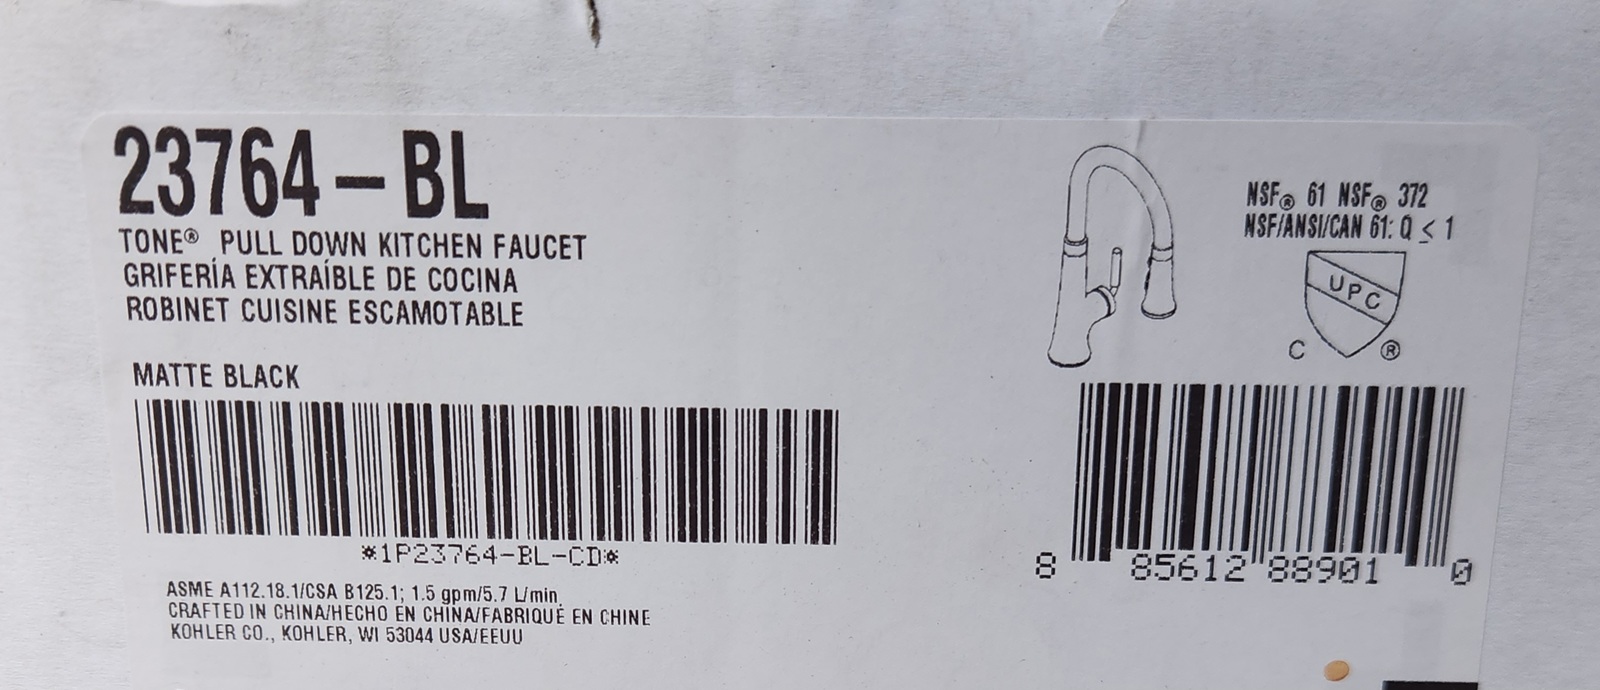 23764-BL
TONE® PULL DOWN KITCHEN FAUCET
GRIFERÍA EXTRAÍBLE DE COCINA
ROBINET CUISINE ESCAMOTABLE
MATTE BLACK
*1P23764-BL-CD*
ASME A112.18.1/CSA B125.1; 1.5 gpm/5.7 L/min
CRAFTED IN CHINA/HECHO EN CHINA/FABRIQUÉ EN CHINE
KOHLER CO., KOHLER, WI 53044 USA/EEUU
NSF® 61 NSF® 372
NSF/ANSI/CAN 61: Q ≤ 1
UPC
C ®
8 85612 88901 0